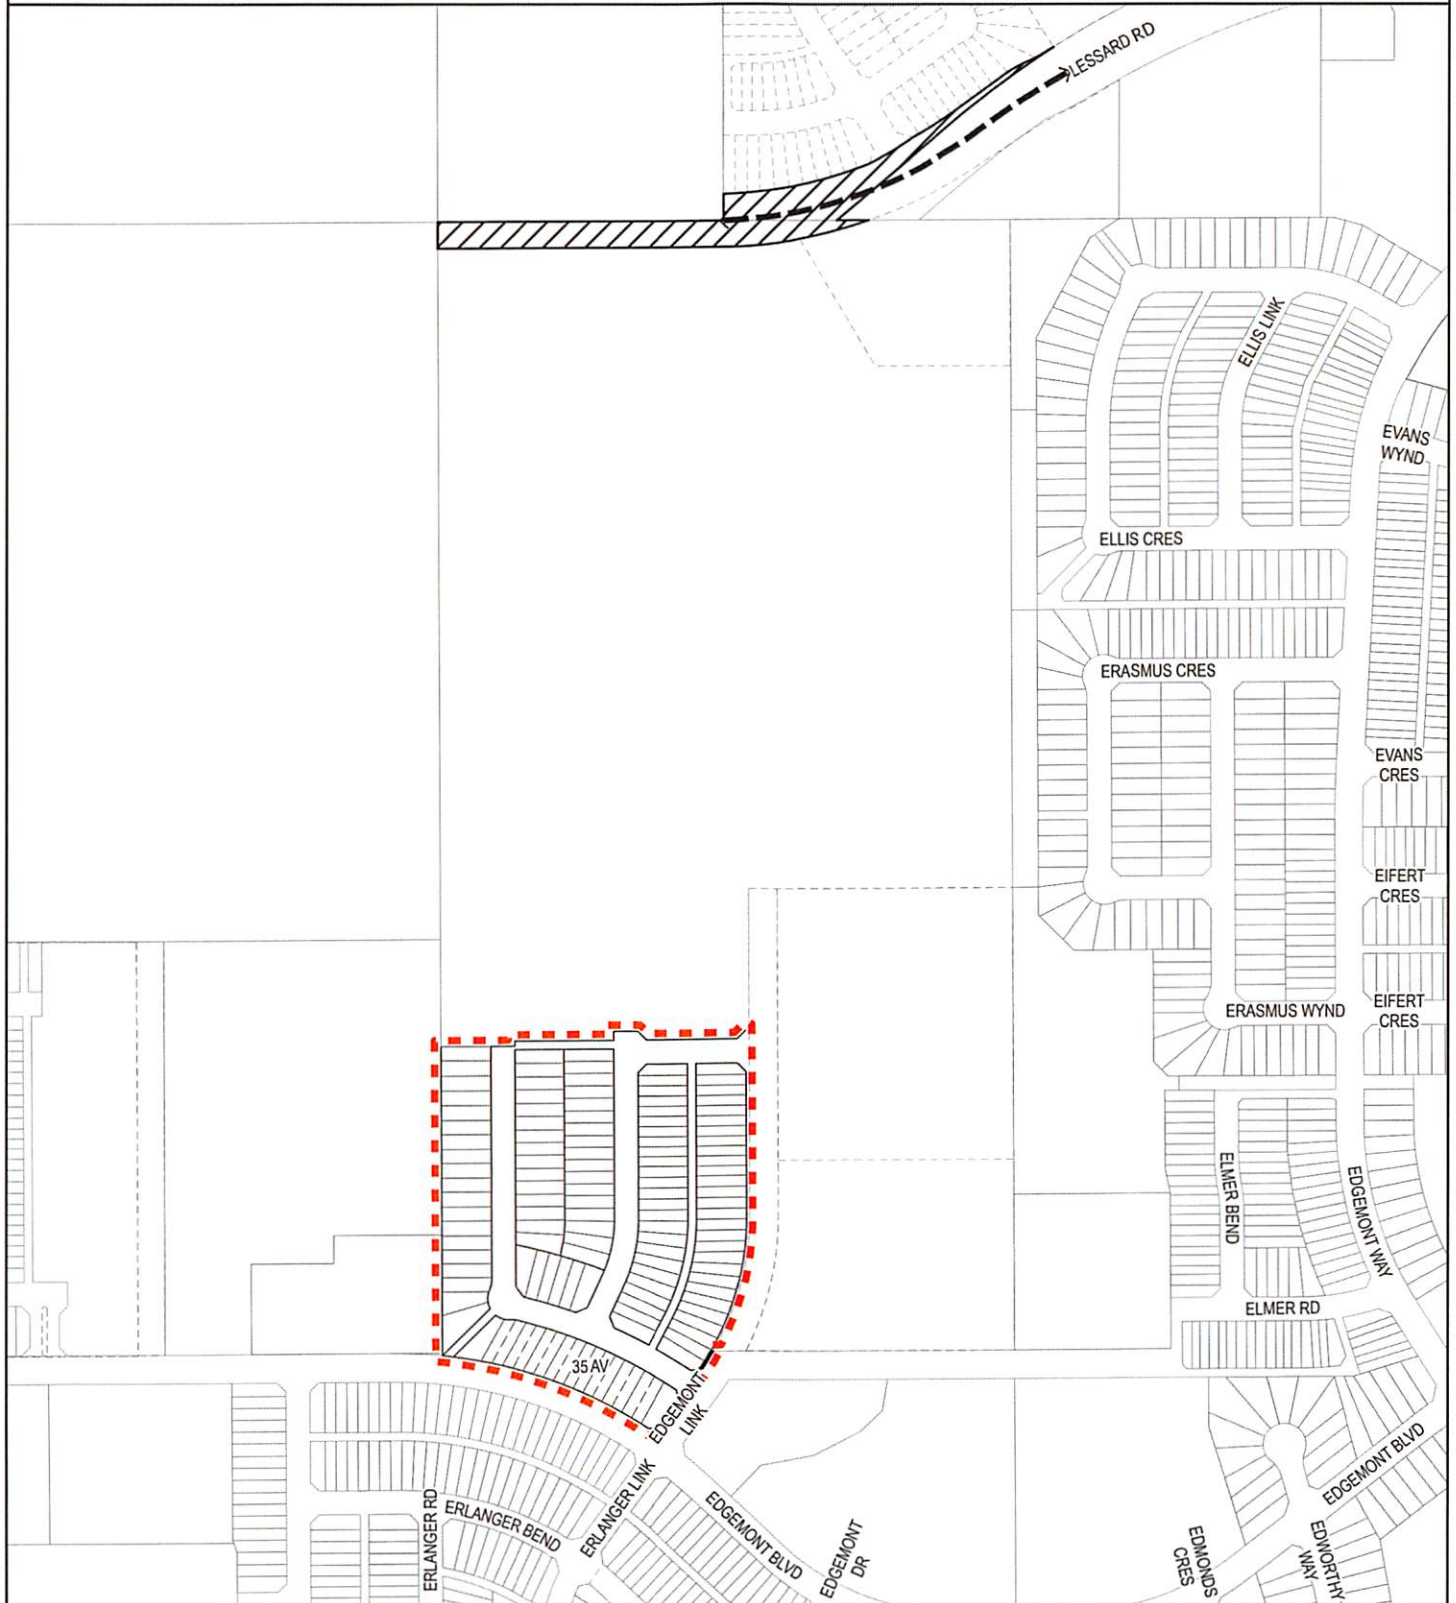 LESSARD RD
ELLIS LINK
EVANS
WYND
ELLIS CRES
ERASMUS CRES
EVANS
CRES
EIFERT
CRES
ERASMUS WYND
EIFERT
CRES
ELMER BEND
EDGEMONT WAY
ELMER RD
35 AV
EDGEMONT
LINK
EDGEMONT BLVD
ERLANGER LINK
ERLANGER RD
ERLANGER BEND
EDGEMONT BLVD
EDGEMONT
DR
EDMONDS
CRES
EDWORTHY
WAY